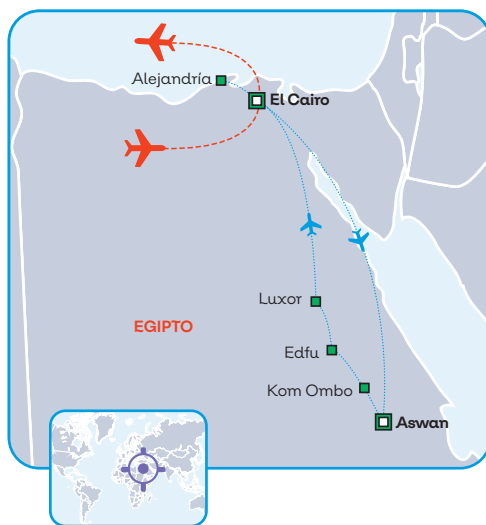 Alejandría
El Cairo
Luxor
EGIPTO
Edfu
Kom Ombo
Aswan